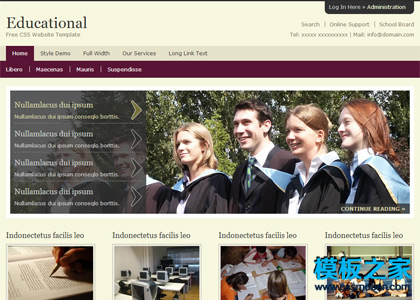 Log In Here » Administration
Educational
Free CSS Website Template
Search | Online Support | School Board
Tel: xxxxx xxxxxxxxxx | Mail: info@domain.com
Home Style Demo Full Width Our Services Long Link Text
Libero Maecenas Mauris Suspendisse
Nullamlacus dui ipsum
Nullamlacus dui ipsum conseqlo borttis.
Nullamlacus dui ipsum
Nullamlacus dui ipsum conseqlo borttis.
Nullamlacus dui ipsum
Nullamlacus dui ipsum conseqlo borttis.
Nullamlacus dui ipsum
Nullamlacus dui ipsum conseqlo borttis.
CONTINUE READING »
Indonectetus facilis leo Indonectetus facilis leo Indonectetus facilis leo Indonectetus facilis leo
模板之家